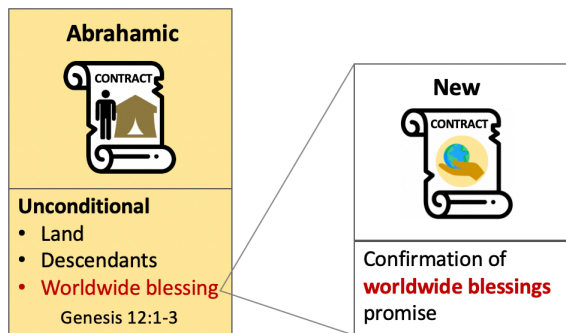 Abrahamic
CONTRACT
Unconditional
• Land
• Descendants
• Worldwide blessing
Genesis 12:1-3
New
CONTRACT
Confirmation of
worldwide blessings
promise